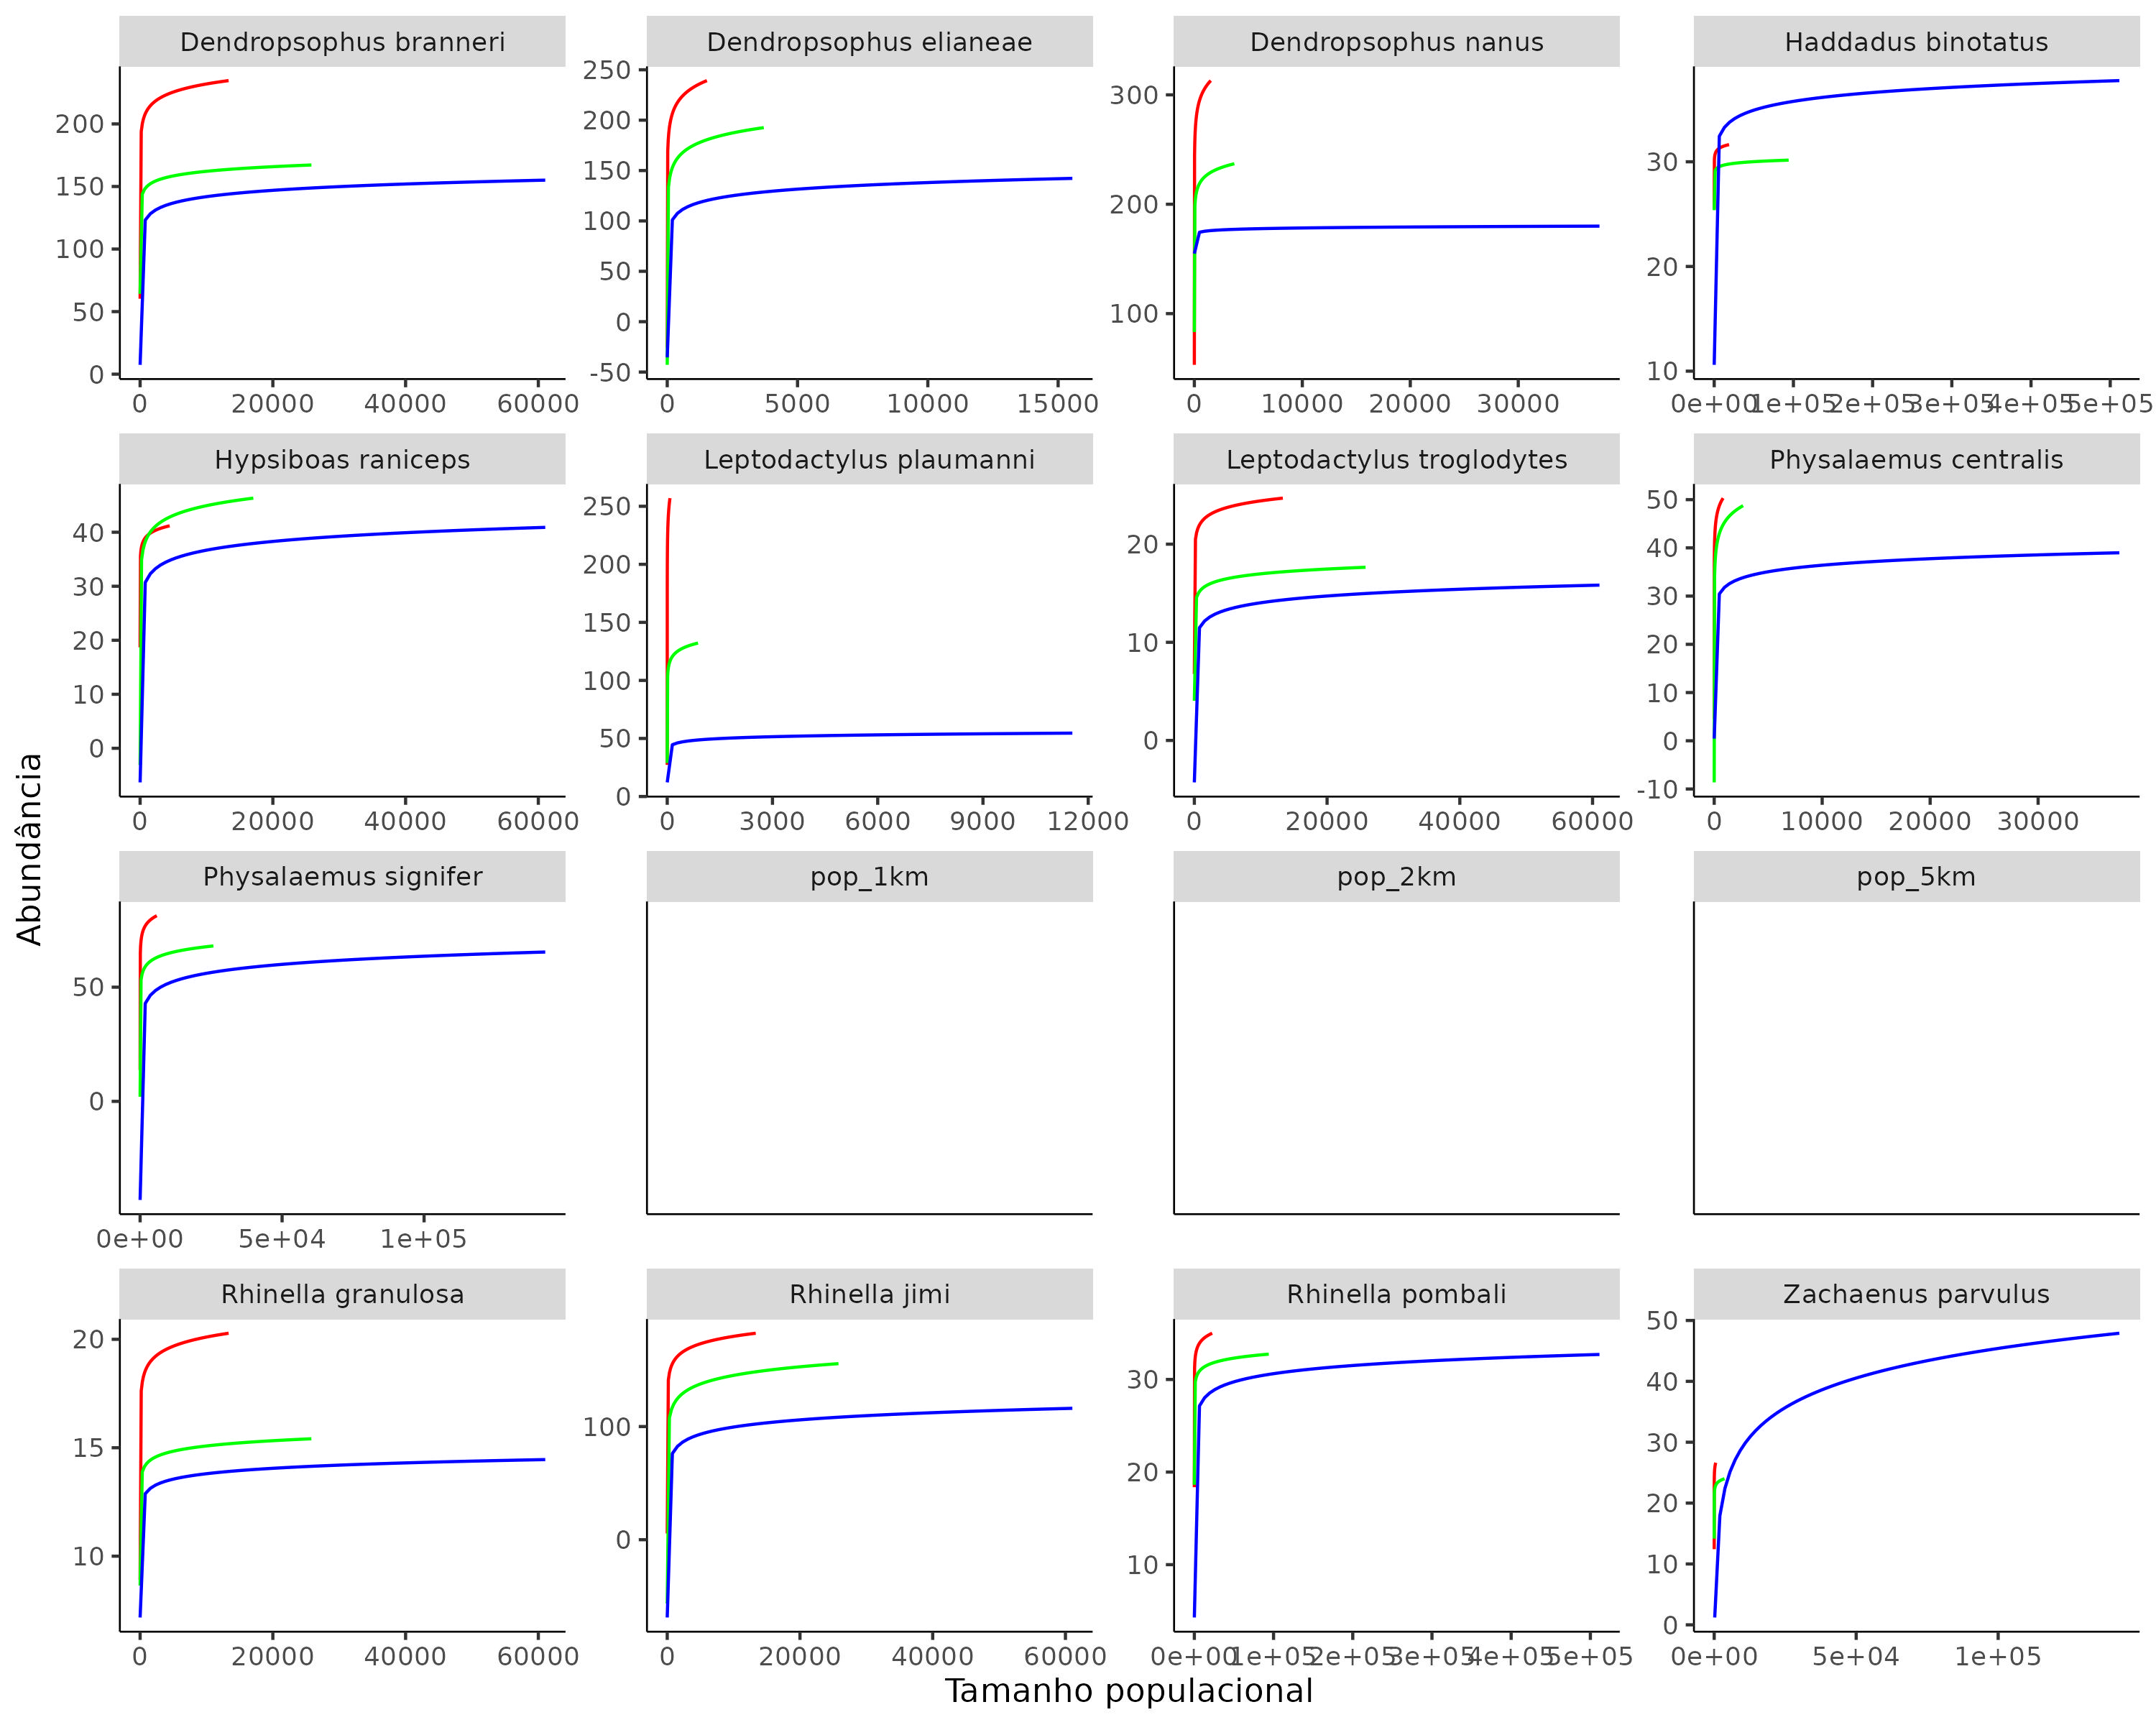 Dendropsophus branneri
Dendropsophus elianeae
Dendropsophus nanus
Haddadus binotatus
200
150
100
50
0
0 20000 40000 60000
250
200
150
100
50
0
-50
0 5000 10000 15000
300
200
100
0 10000 20000 30000
30
20
10
0e+00 1e+05 2e+05 3e+05 4e+05 5e+05
Hypsiboas raniceps
Leptodactylus plaumanni
Leptodactylus troglodytes
Physalaemus centralis
40
30
20
10
0
0 20000 40000 60000
250
200
150
100
50
0
0 3000 6000 9000 12000
20
10
0
0 20000 40000 60000
50
40
30
20
10
0
-10
0 10000 20000 30000
Abundância
Physalaemus signifer
pop_1km
pop_2km
pop_5km
50
0
0e+00 5e+04 1e+05
Rhinella granulosa
Rhinella jimi
Rhinella pombali
Zachaenus parvulus
20
15
10
0 20000 40000 60000
100
0
0 20000 40000 60000
30
20
10
0e+00 1e+05 2e+05 3e+05 4e+05 5e+05
50
40
30
20
10
0
0e+00 5e+04 1e+05
Tamanho populacional